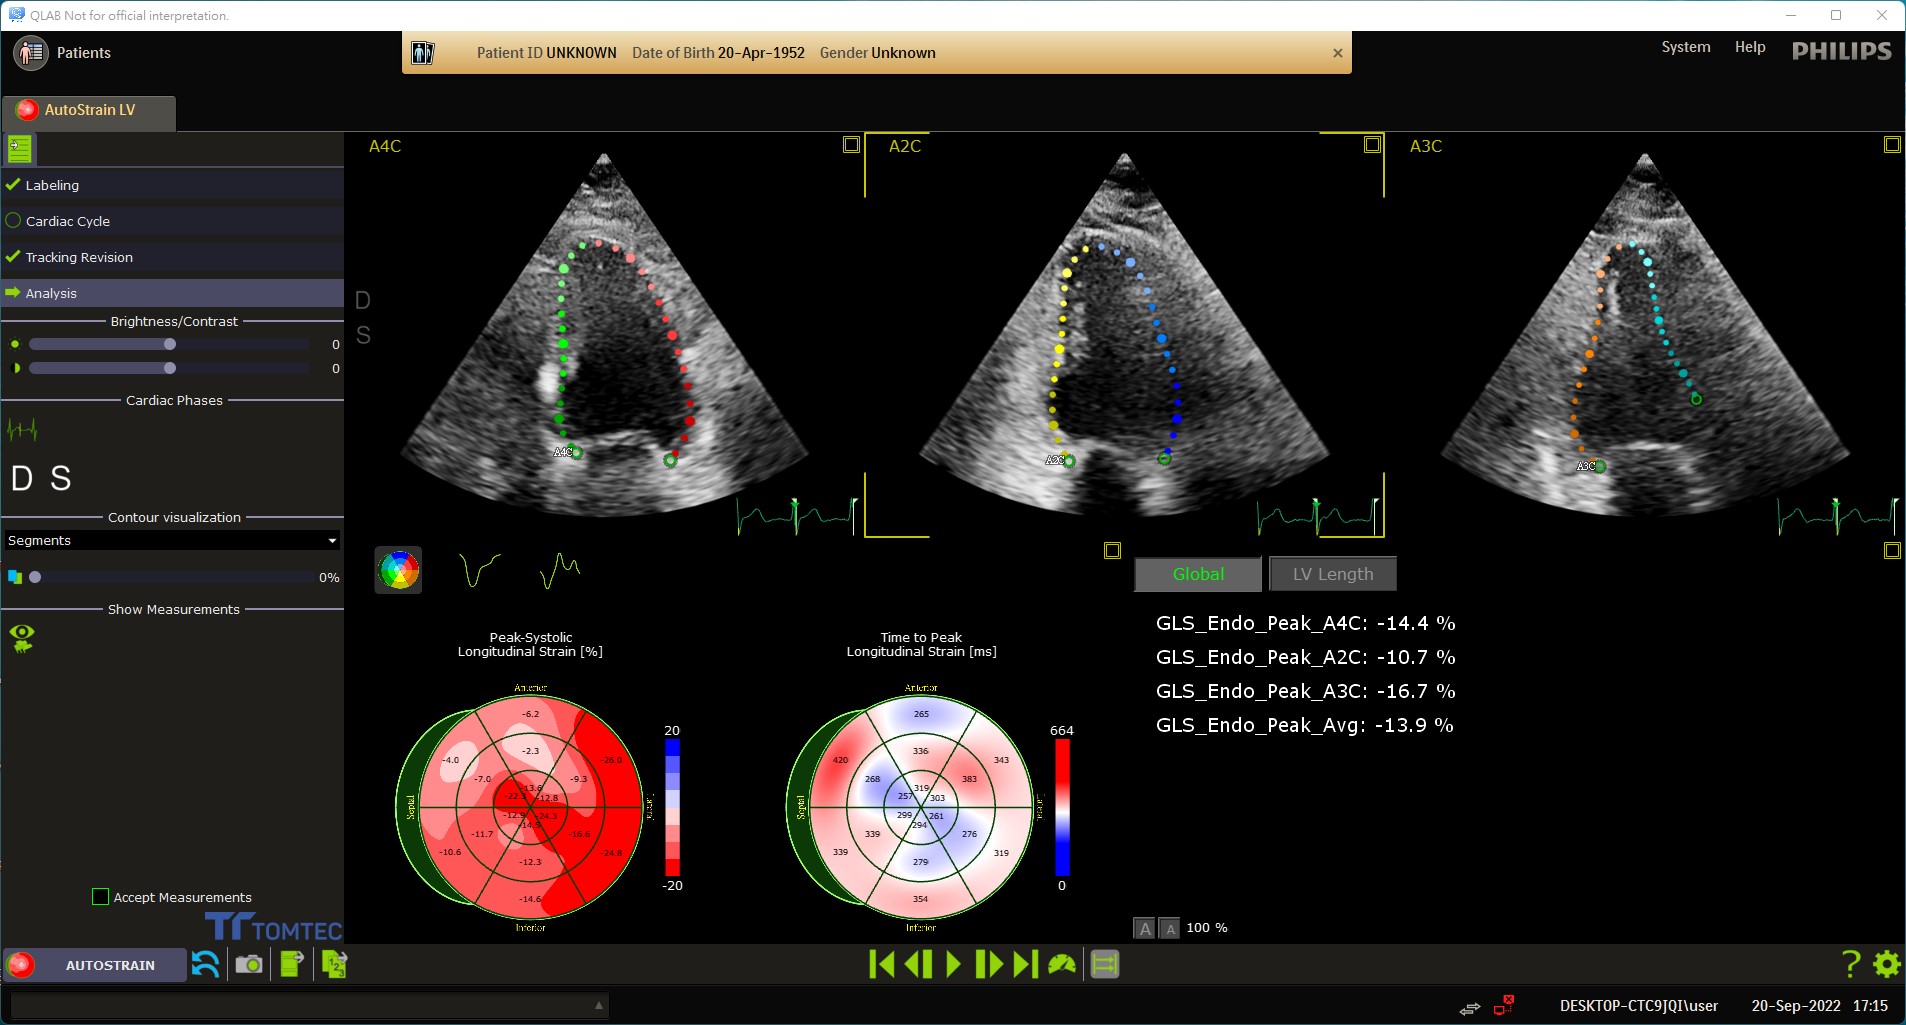 QLAB Not for official interpretation.
Patients
Patient ID UNKNOWN Date of Birth 20-Apr-1952 Gender Unknown
System Help PHILIPS
AutoStrain LV
Labeling
Cardiac Cycle
Tracking Revision
Analysis
Brightness/Contrast
0
0
Cardiac Phases
D S
Contour visualization
Segments
0%
Show Measurements
Accept Measurements
TOMTEC
D
S
A4C
A4C
A2C
A2C
A3C
A3C
Peak-Systolic
Longitudinal Strain [%]
Anterior
-6.2
-4.0
-2.3
-26.0
-7.0
-9.3
-13.6
-22.3
-12.8
Septal
Lateral
-12.9
-24.3
-14.5
-11.7
-16.6
-10.6
-24.8
-12.3
-14.6
Inferior
20
-20
Time to Peak
Longitudinal Strain [ms]
Anterior
265
420
336
343
268
383
319
257
303
Septal
Lateral
299
261
294
339
276
339
319
279
354
Inferior
664
0
Global LV Length
GLS_Endo_Peak_A4C: -14.4 %
GLS_Endo_Peak_A2C: -10.7 %
GLS_Endo_Peak_A3C: -16.7 %
GLS_Endo_Peak_Avg: -13.9 %
A A 100 %
AUTOSTRAIN
123
?
DESKTOP-CTC9JQI\user 20-Sep-2022 17:15